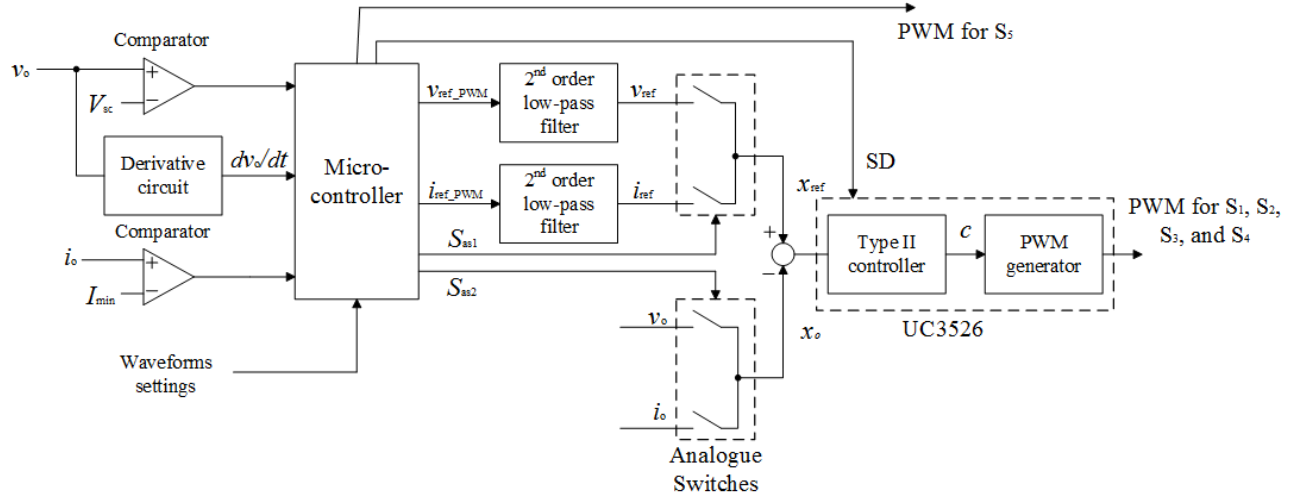 PWM for S5
Comparator
vo
+
−
Vsc
Derivative
circuit
dvo/dt
Comparator
io
+
−
Imin
Waveforms
settings
Micro-
controller
vref_PWM
2nd order
low-pass
filter
vref
iref_PWM
2nd order
low-pass
filter
iref
Sas1
Sas2
vo
io
Analogue
Switches
xref
+
−
xo
SD
Type II
controller
c
PWM
generator
UC3526
PWM for S1, S2,
S3, and S4